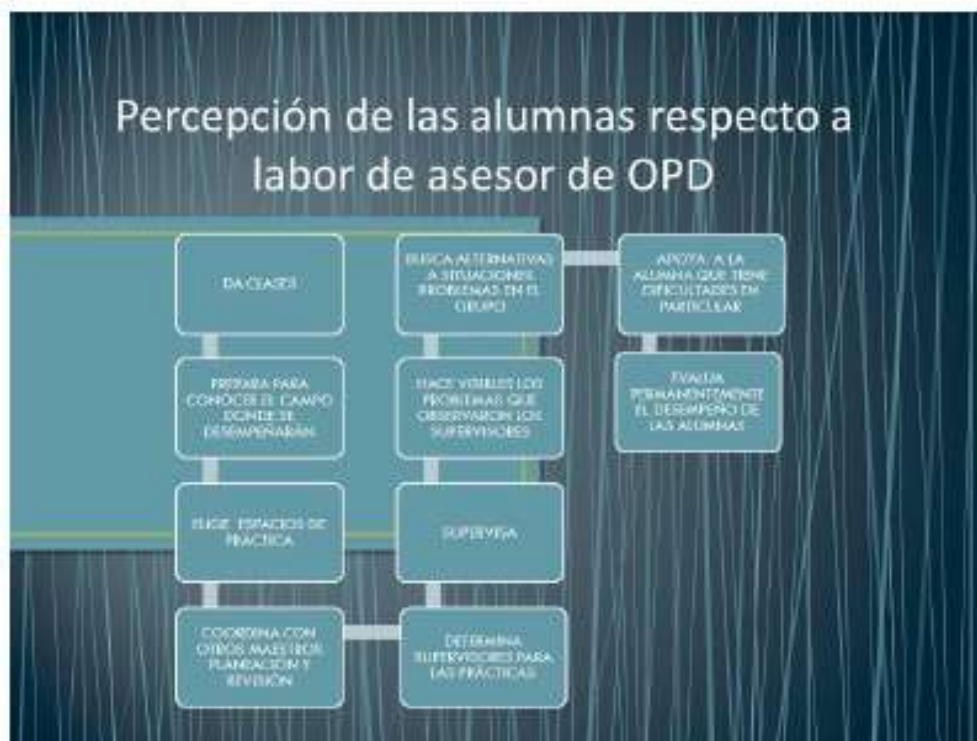 Percepción de las alumnas respecto a
labor de asesor de OPD
DA CLASES
PREPARA PARA
CONOCER EL CAMPO
DONDE SE
DESEMPEÑARÁN
ELIGE ESPACIOS DE
PRÁCTICA
COORDINA CON
OTROS MAESTROS
PLANEACIÓN Y
REVISIÓN
DETERMINA
SUPERVISORES PARA
LAS PRÁCTICAS
SUPERVISA
HACE VISIBLES LOS
PROBLEMAS QUE
OBSERVARON LOS
SUPERVISORES
BUSCA ALTERNATIVAS
A SITUACIONES
PROBLEMAS EN EL
GRUPO
APOYA A LA
ALUMNA QUE TIENE
DIFICULTADES EN
PARTICULAR
EVALUA
PERMANENTEMENTE
EL DESEMPEÑO DE
LAS ALUMNAS